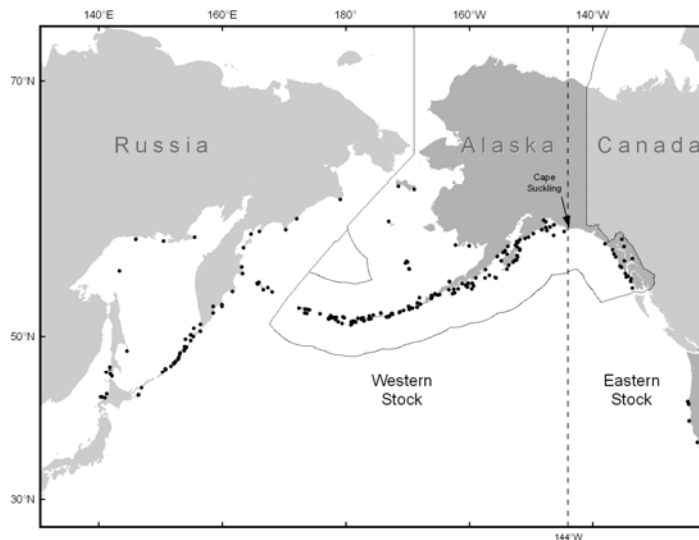 140°E 160°E 180° 160°W 140°W
70°N
Russia Alaska Canada
Cape
Suckling
50°N
Western
Stock
Eastern
Stock
30°N
144°W